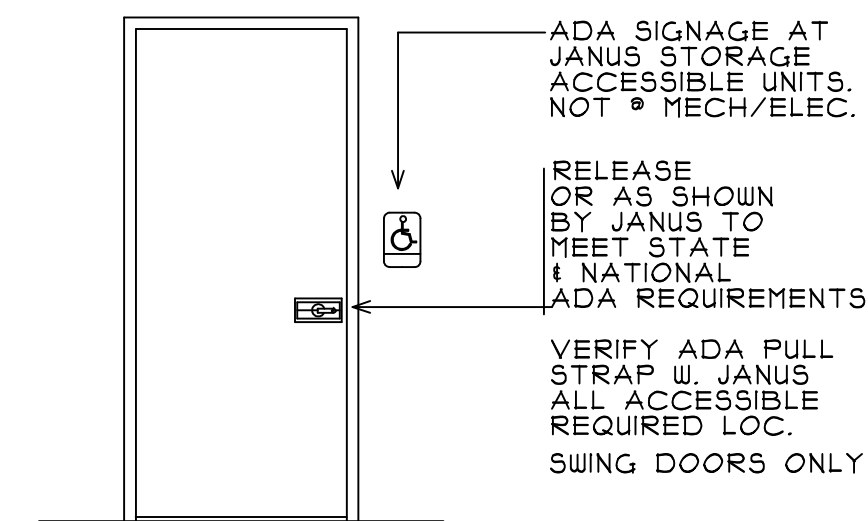 ADA SIGNAGE AT
JANUS STORAGE
ACCESSIBLE UNITS.
NOT @ MECH/ELEC.
RELEASE
OR AS SHOWN
BY JANUS TO
MEET STATE
& NATIONAL
ADA REQUIREMENTS
VERIFY ADA PULL
STRAP W. JANUS
ALL ACCESSIBLE
REQUIRED LOC.
SWING DOORS ONLY